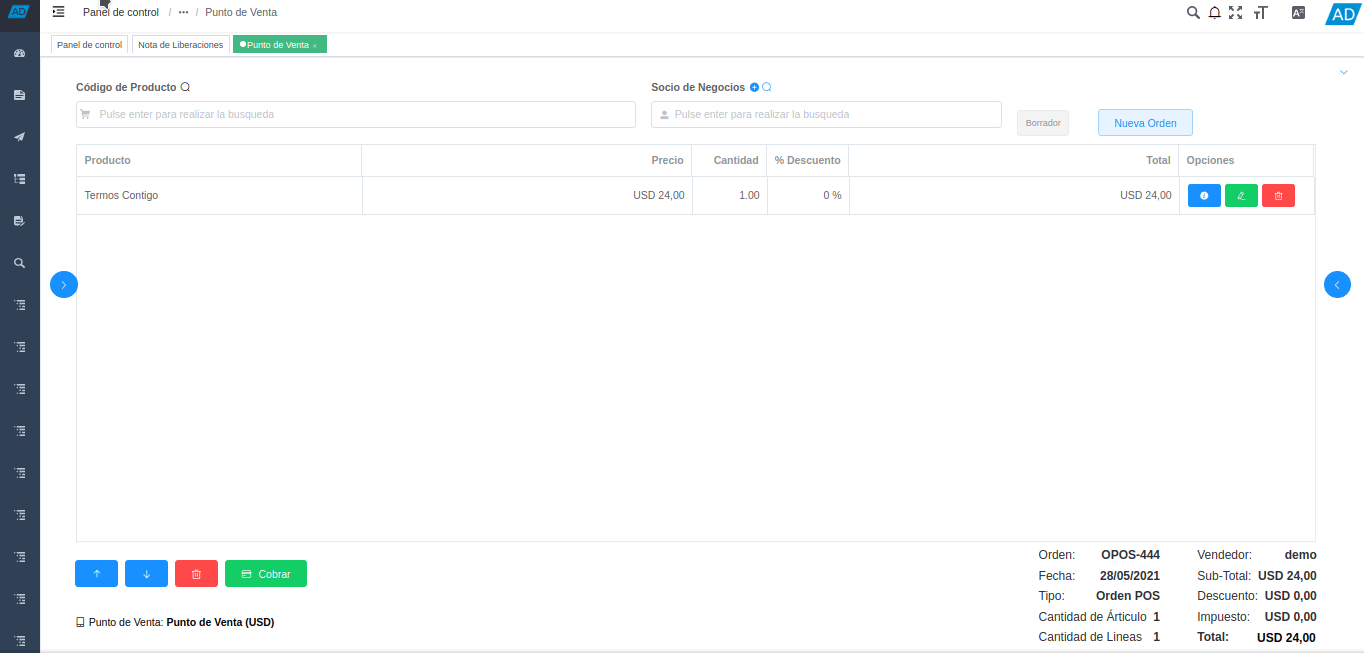 AD
Panel de control / ••• / Punto de Venta
AD
Panel de control
Nota de Liberaciones
Punto de Venta ×
Código de Producto
Socio de Negocios
Pulse enter para realizar la busqueda
Pulse enter para realizar la busqueda
Borrador
Nueva Orden
Producto Precio Cantidad % Descuento Total Opciones
Termos Contigo USD 24,00 1.00 0 % USD 24,00
Cobrar
Punto de Venta: Punto de Venta (USD)
Orden: OPOS-444 Vendedor: demo
Fecha: 28/05/2021 Sub-Total: USD 24,00
Tipo: Orden POS Descuento: USD 0,00
Cantidad de Árticulo 1 Impuesto: USD 0,00
Cantidad de Lineas 1 Total: USD 24,00